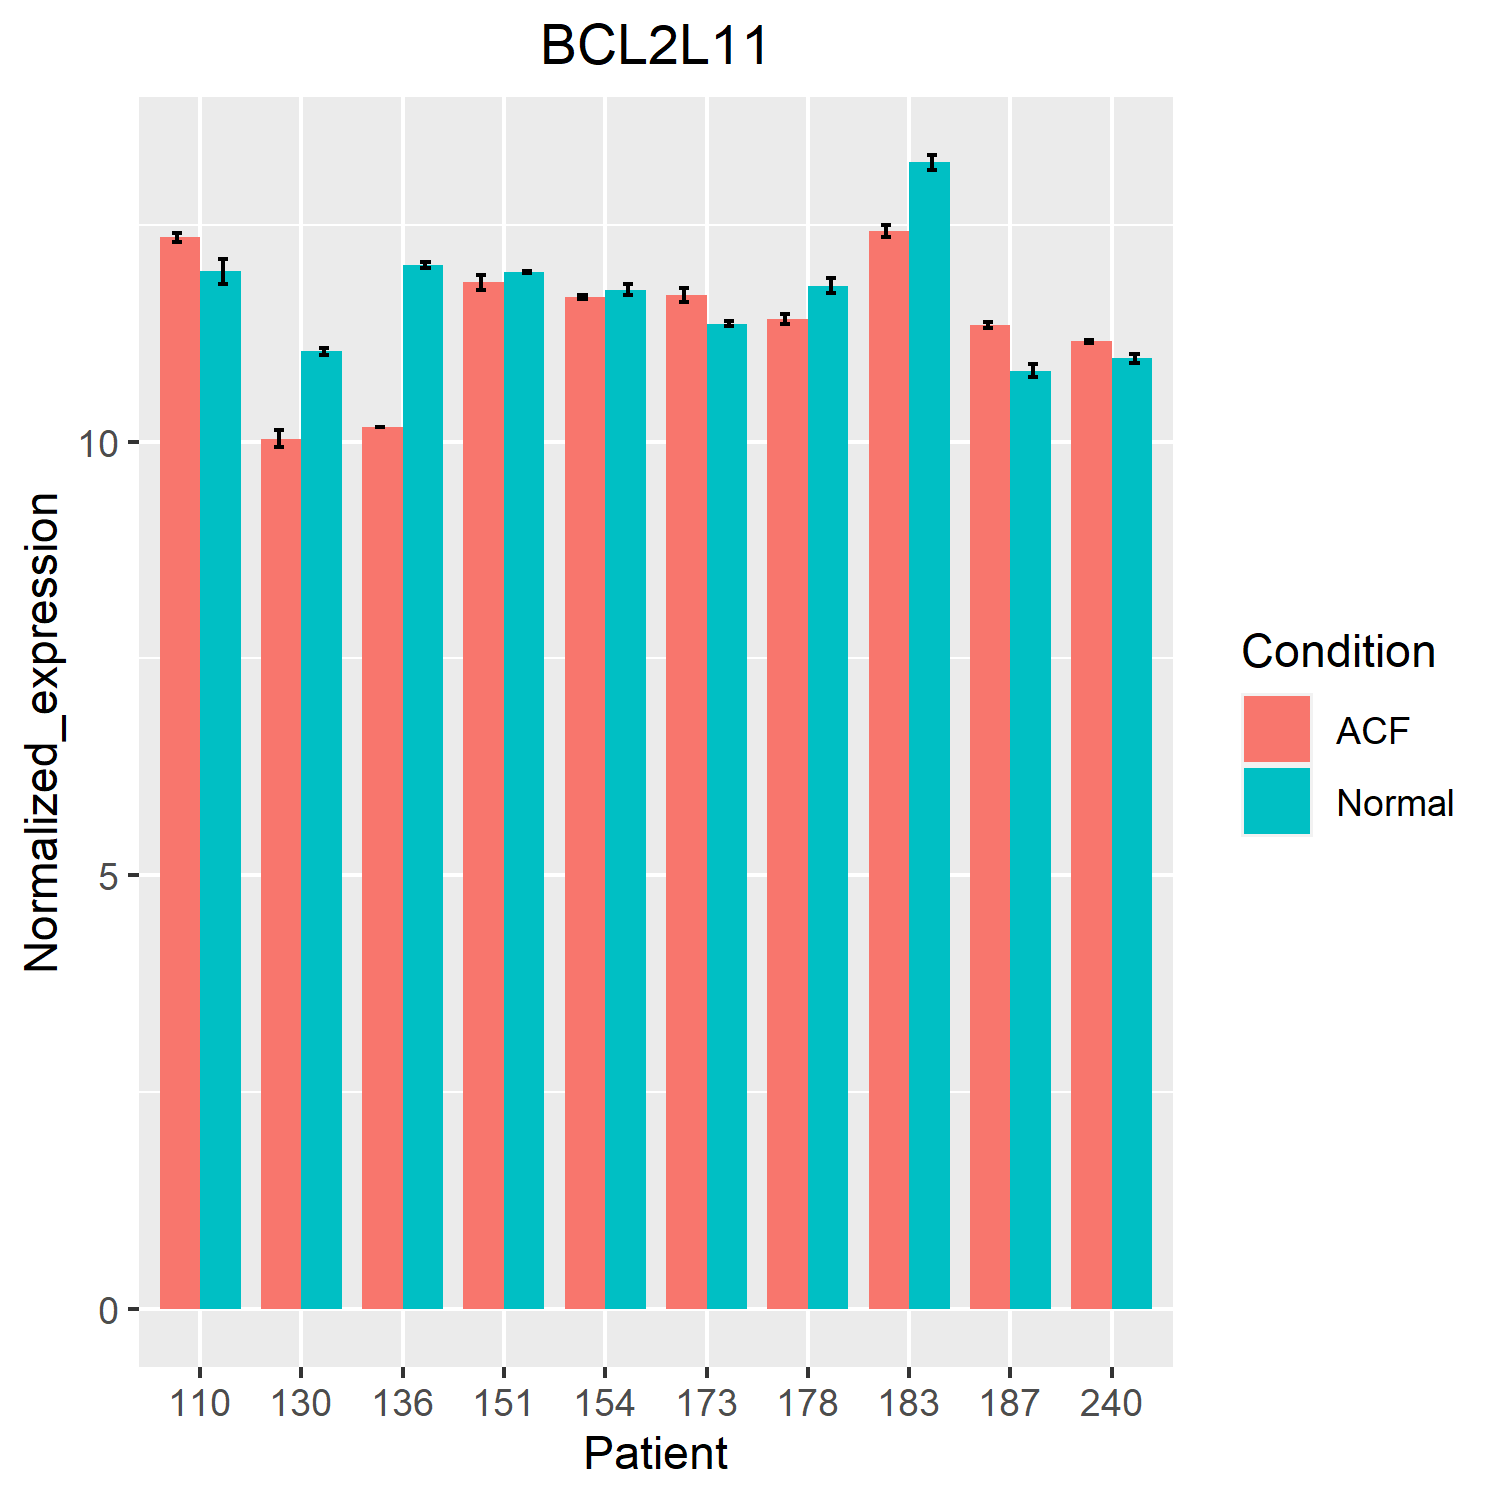 BCL2L11
Normalized_expression
10
5
0
110 130 136 151 154 173 178 183 187 240
Patient
Condition
ACF
Normal